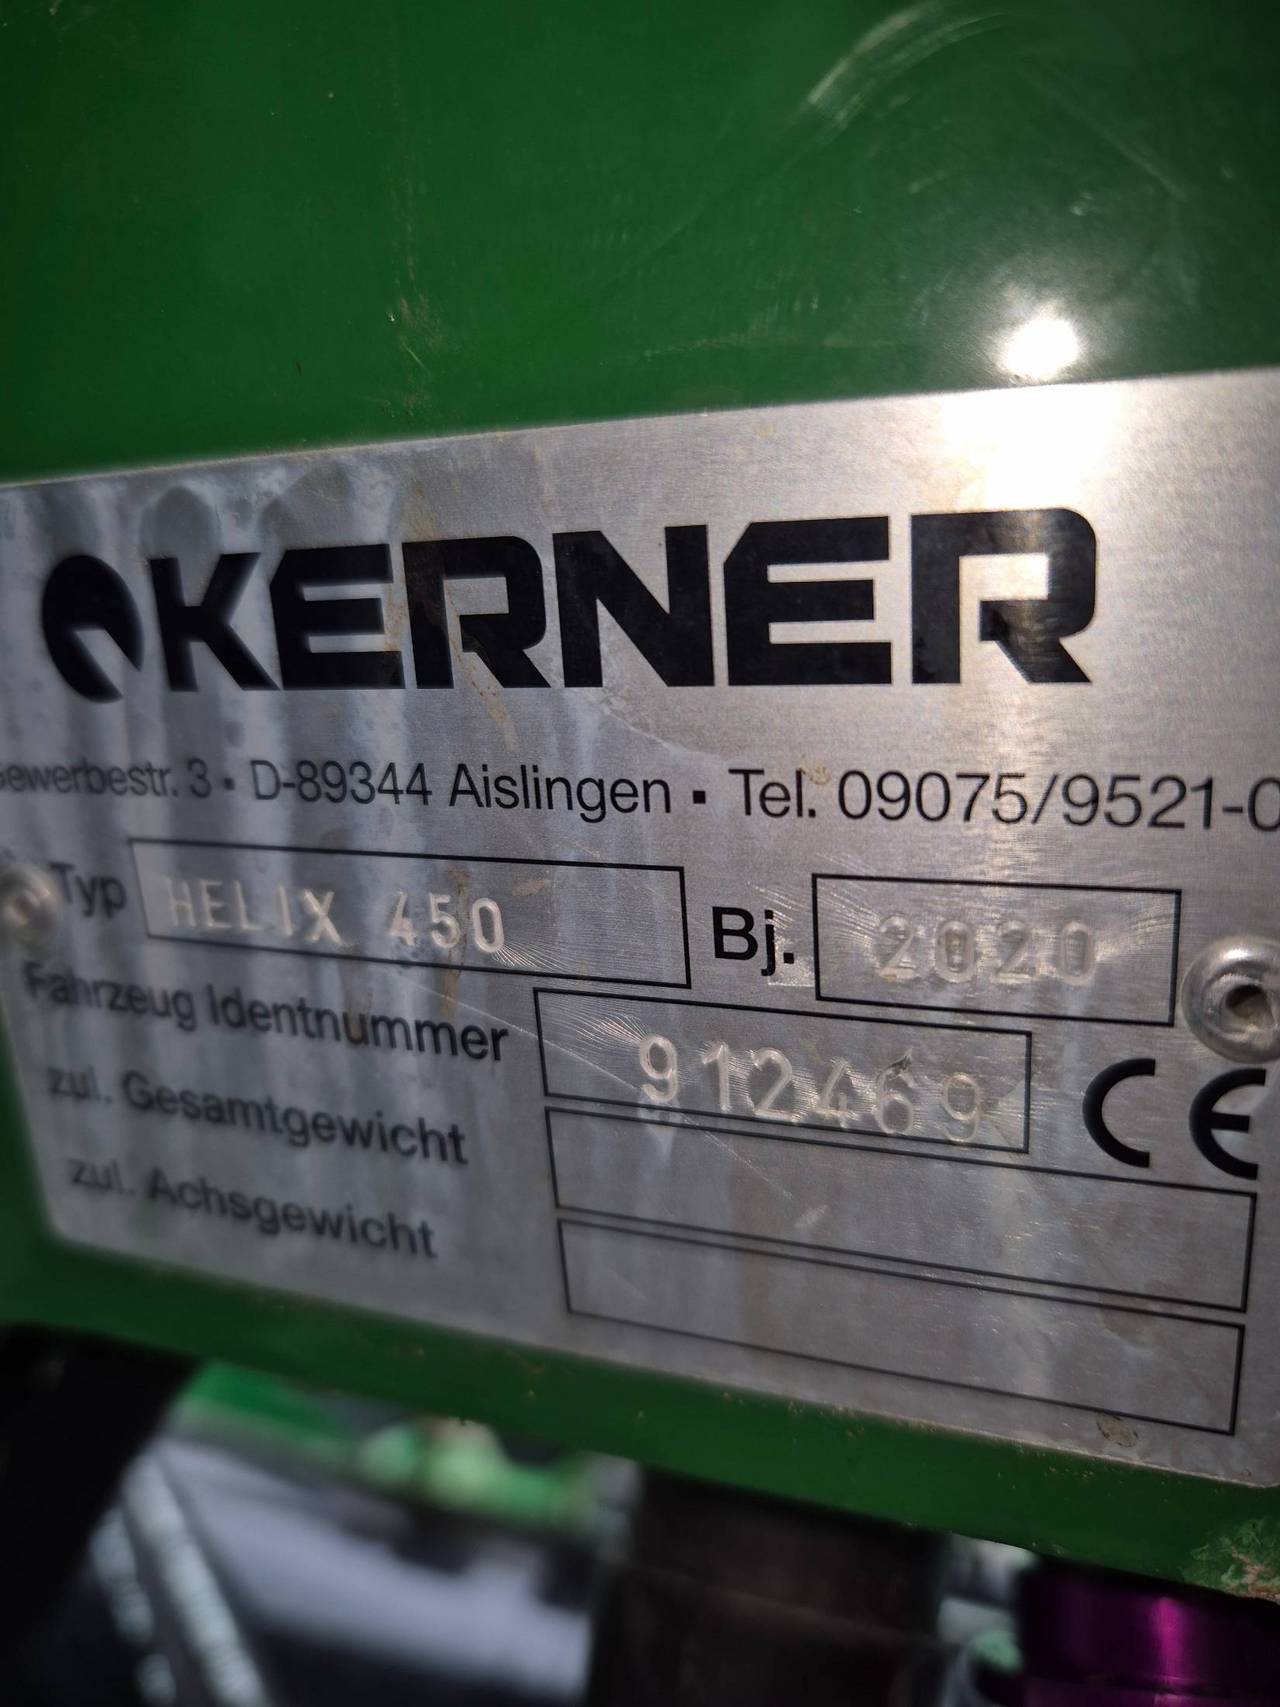 KERNER
Gewerbestr. 3 ▪ D-89344 Aislingen ▪ Tel. 09075/9521-0
Typ HELIX 450 Bj. 2020
Fahrzeug Identnummer 912469
zul. Gesamtgewicht CE
zul. Achsgewicht